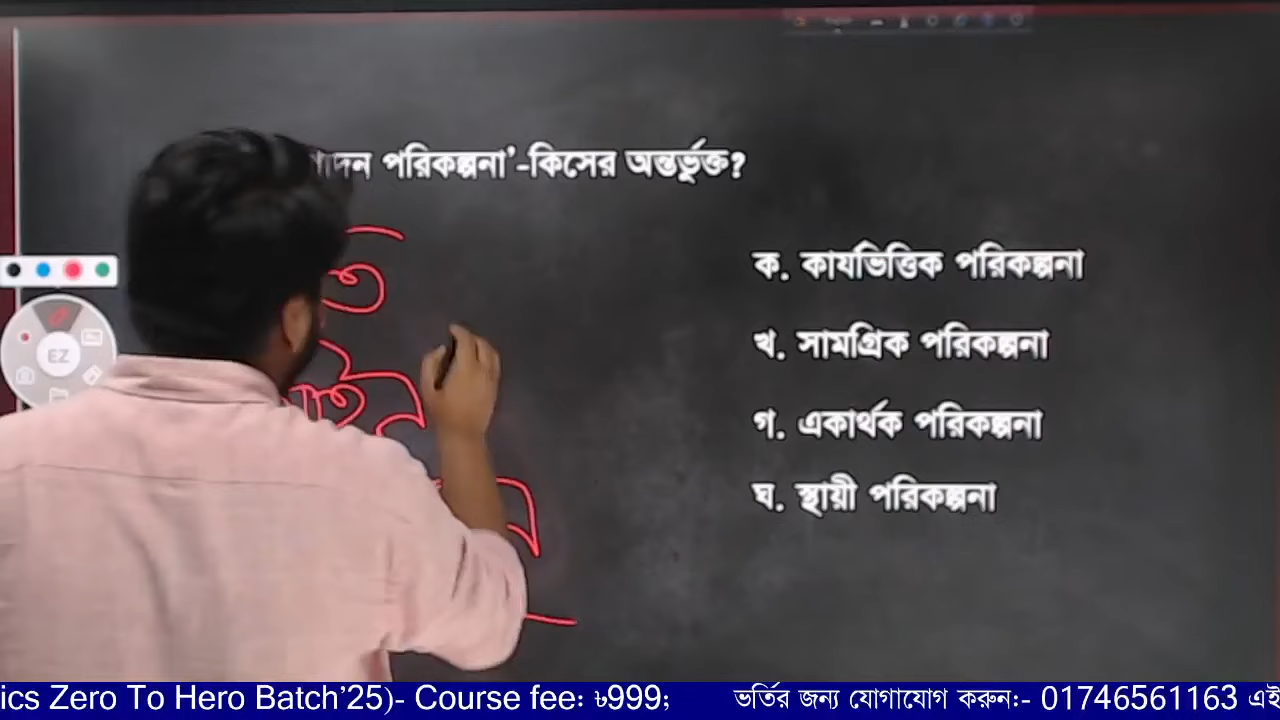 পরিকল্পনা’-কিসের অন্তর্ভুক্ত?
ক. কার্যভিত্তিক পরিকল্পনা
খ. সামগ্রিক পরিকল্পনা
গ. একার্থক পরিকল্পনা
ঘ. স্থায়ী পরিকল্পনা
EZ
ics Zero To Hero Batch’25)- Course fee: ৳999; ভর্তির জন্য যোগাযোগ করুন:- 01746561163 এই